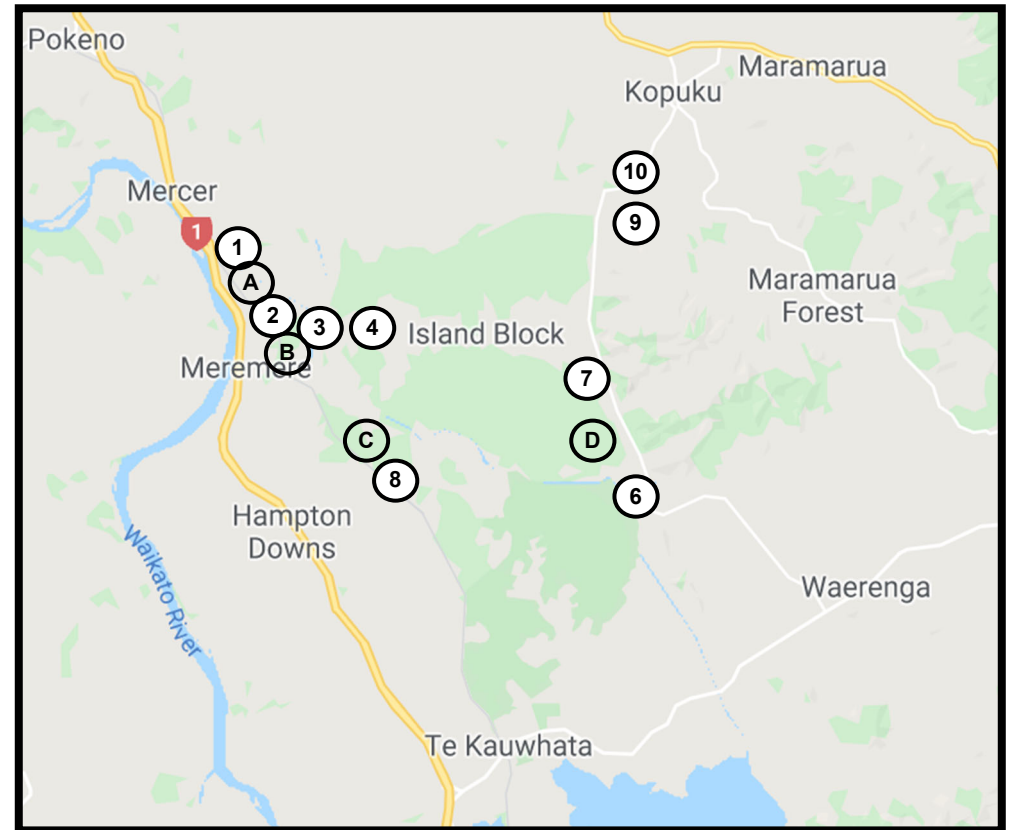 Pokeno
Maramarua
Kopuku
10
Mercer
9
1
1
A
Maramarua
Forest
2
3
4
Island Block
B
Meremere
7
C
D
8
6
Hampton
Downs
Waikato River
Waerenga
Te Kauwhata